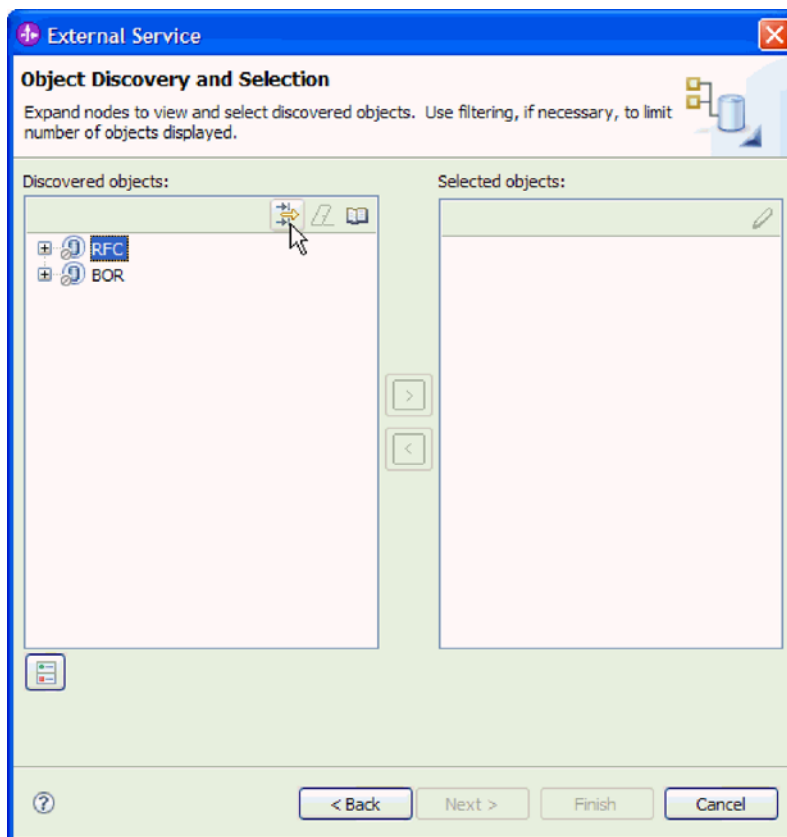 External Service
Object Discovery and Selection
Expand nodes to view and select discovered objects. Use filtering, if necessary, to limit
number of objects displayed.
Discovered objects:
Selected objects:
RFC
BOR
>
<
?
< Back
Next >
Finish
Cancel